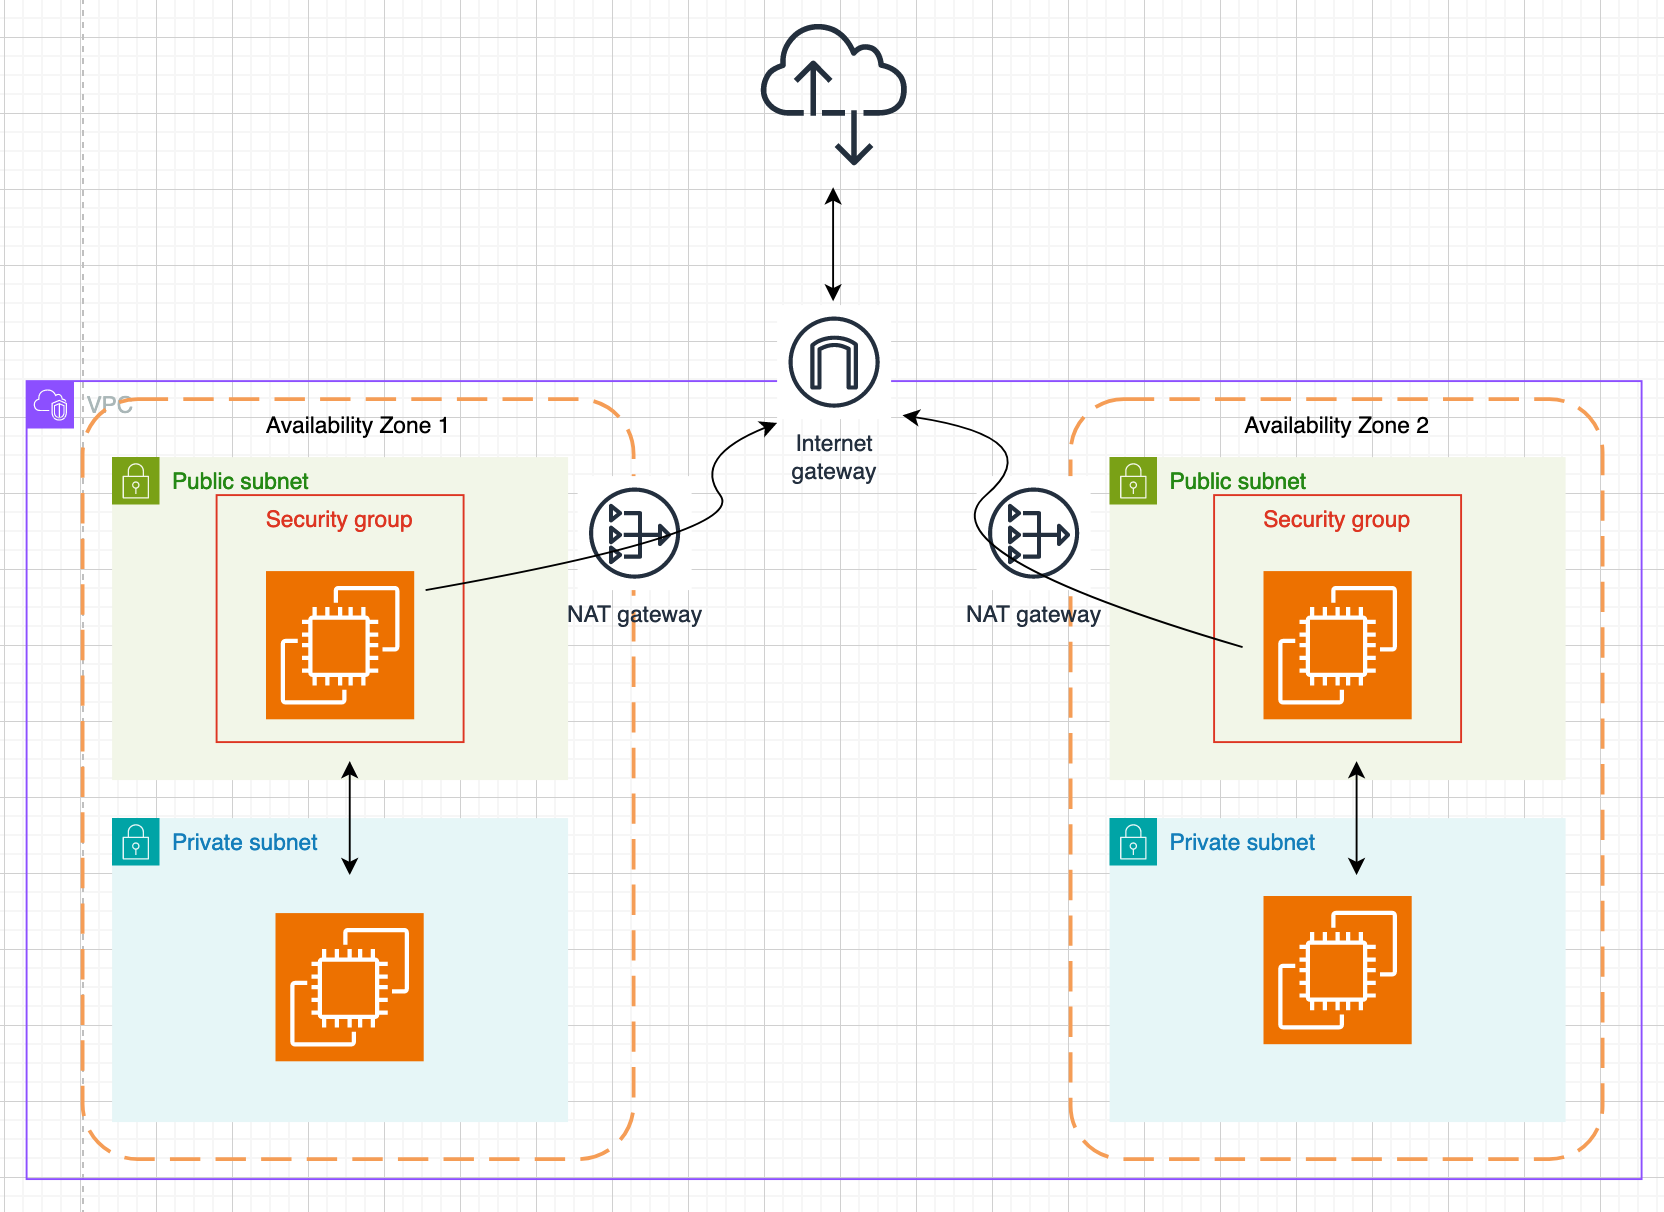 VPC
Availability Zone 1
Availability Zone 2
Internet
gateway
Public subnet
Public subnet
Security group
Security group
NAT gateway
NAT gateway
Private subnet
Private subnet